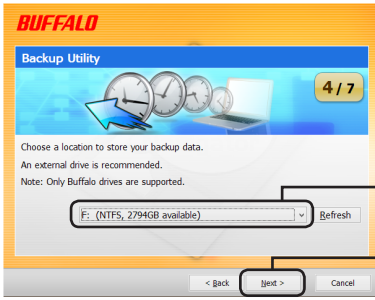 BUFFALO
Backup Utility
4 / 7
Choose a location to store your backup data.
An external drive is recommended.
Note: Only Buffalo drives are supported.
F: (NTFS, 2794GB available)
Refresh
< Back
Next >
Cancel